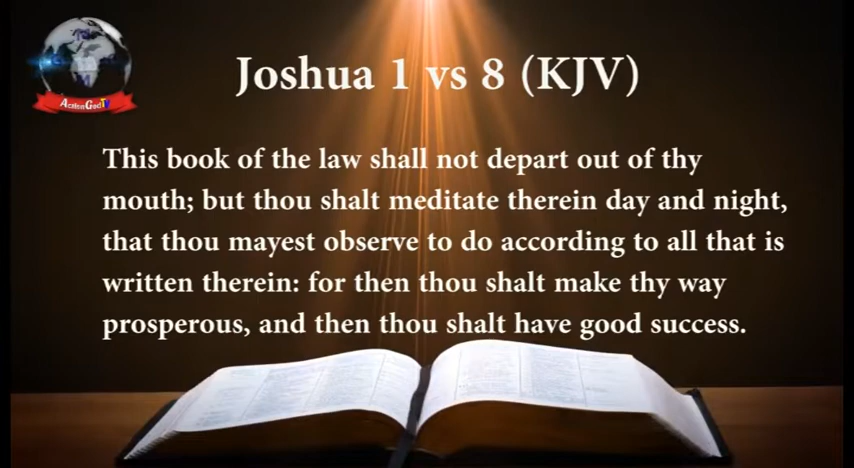 Joshua 1 vs 8 (KJV)
ActionGodTV
This book of the law shall not depart out of thy
mouth; but thou shalt meditate therein day and night,
that thou mayest observe to do according to all that is
written therein: for then thou shalt make thy way
prosperous, and then thou shalt have good success.